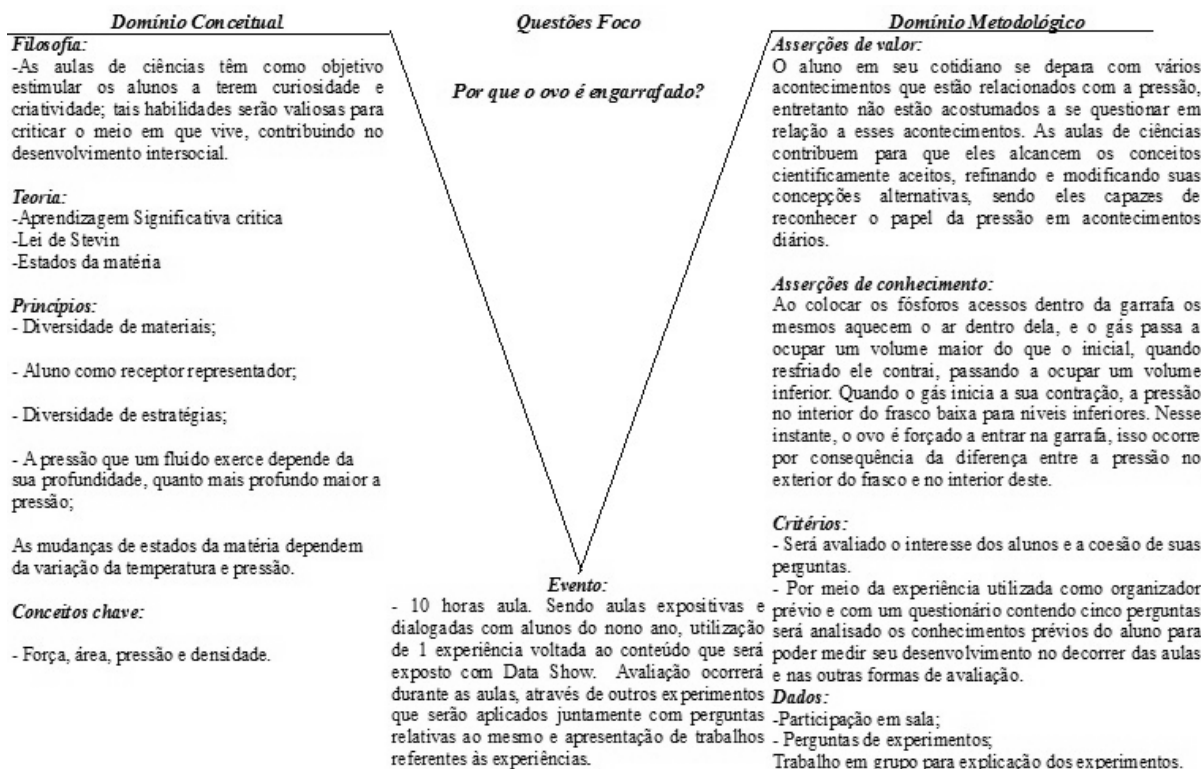 Domínio Conceitual
Filosofia:
-As aulas de ciências têm como objetivo
estimular os alunos a terem curiosidade e
criatividade; tais habilidades serão valiosas para
criticar o meio em que vive, contribuindo no
desenvolvimento intersocial.
Teoria:
-Aprendizagem Significativa crítica
-Lei de Stevin
-Estados da matéria
Princípios:
- Diversidade de materiais;
- Aluno como receptor representador;
- Diversidade de estratégias;
- A pressão que um fluido exerce depende da
sua profundidade, quanto mais profundo maior a
pressão;
As mudanças de estados da matéria dependem
da variação da temperatura e pressão.
Conceitos chave:
- Força, área, pressão e densidade.
Questões Foco
Por que o ovo é engarrafado?
Evento:
- 10 horas aula. Sendo aulas expositivas e
dialogadas com alunos do nono ano, utilização
de 1 experiência voltada ao conteúdo que será
exposto com Data Show. Avaliação ocorrerá
durante as aulas, através de outros experimentos
que serão aplicados juntamente com perguntas
relativas ao mesmo e apresentação de trabalhos
referentes às experiências.
Domínio Metodológico
Asserções de valor:
O aluno em seu cotidiano se depara com vários
acontecimentos que estão relacionados com a pressão,
entretanto não estão acostumados a se questionar em
relação a esses acontecimentos. As aulas de ciências
contribuem para que eles alcancem os conceitos
cientificamente aceitos, refinando e modificando suas
concepções alternativas, sendo eles capazes de
reconhecer o papel da pressão em acontecimentos
diários.
Asserções de conhecimento:
Ao colocar os fósforos acessos dentro da garrafa os
mesmos aquecem o ar dentro dela, e o gás passa a
ocupar um volume maior do que o inicial, quando
resfriado ele contrai, passando a ocupar um volume
inferior. Quando o gás inicia a sua contração, a pressão
no interior do frasco baixa para níveis inferiores. Nesse
instante, o ovo é forçado a entrar na garrafa, isso ocorre
por consequência da diferença entre a pressão no
exterior do frasco e no interior deste.
Critérios:
- Será avaliado o interesse dos alunos e a coesão de suas
perguntas.
- Por meio da experiência utilizada como organizador
prévio e com um questionário contendo cinco perguntas
será analisado os conhecimentos prévios do aluno para
poder medir seu desenvolvimento no decorrer das aulas
e nas outras formas de avaliação.
Dados:
-Participação em sala;
- Perguntas de experimentos;
Trabalho em grupo para explicação dos experimentos.